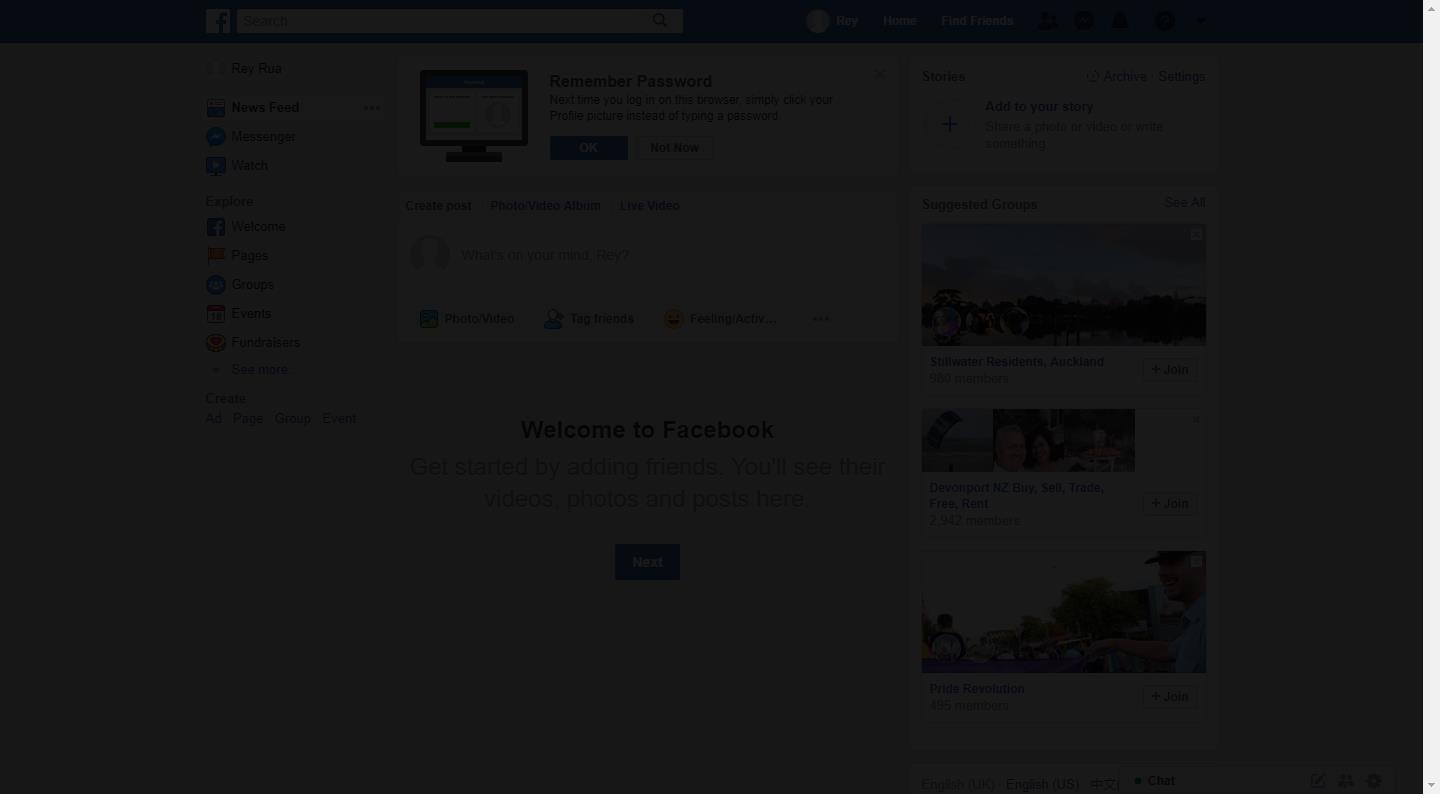 Search
Rey
Home
Find Friends
Rey Rua
News Feed
Messenger
Watch
Explore
Welcome
Pages
Groups
Events
Fundraisers
See more...
Create
Ad Page Group Event
Remember Password
Next time you log in on this browser, simply click your
Profile picture instead of typing a password.
OK
Not Now
Create post
Photo/Video Album
Live Video
What's on your mind, Rey?
Photo/Video
Tag friends
Feeling/Activ...
Welcome to Facebook
Get started by adding friends. You'll see their
videos, photos and posts here.
Next
Stories
Archive · Settings
Add to your story
Share a photo or video or write
something
Suggested Groups
See All
Stillwater Residents, Auckland
980 members
+ Join
Devonport NZ Buy, Sell, Trade,
Free, Rent
2,942 members
+ Join
Pride Revolution
495 members
+ Join
English (UK) · English (US) · 中文(
Chat